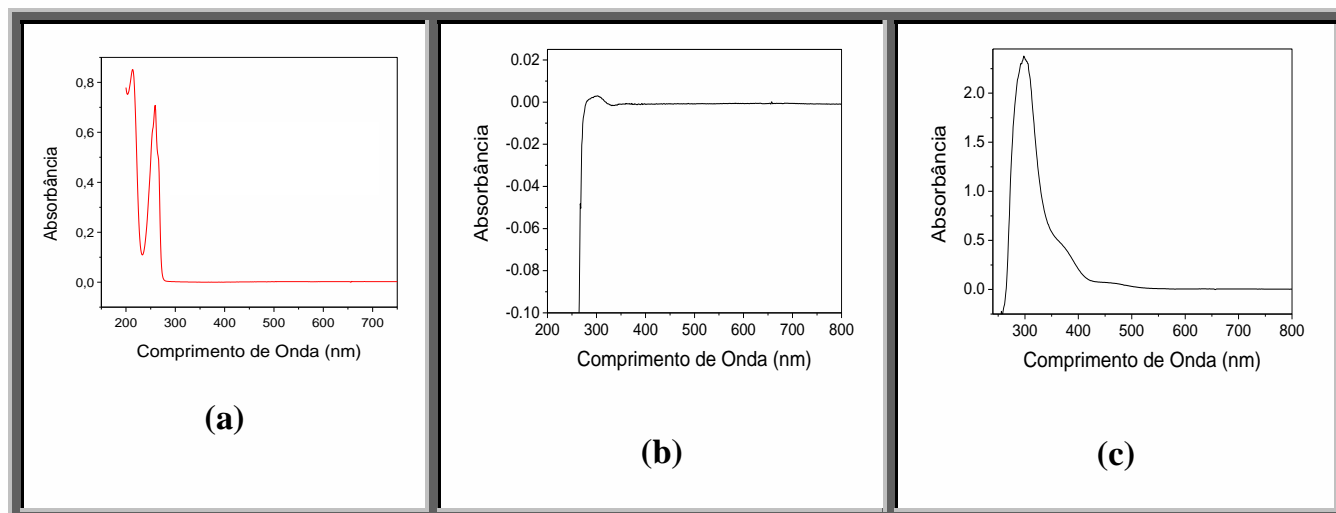 0,8
0,6
0,4
0,2
0,0
Absorbância
200 300 400 500 600 700
Comprimento de Onda (nm)
(a)
0.02
0.00
-0.02
-0.04
-0.06
-0.08
-0.10
Absorbância
200 300 400 500 600 700 800
Comprimento de Onda (nm)
(b)
2.0
1.5
1.0
0.5
0.0
Absorbância
300 400 500 600 700 800
Comprimento de Onda (nm)
(c)